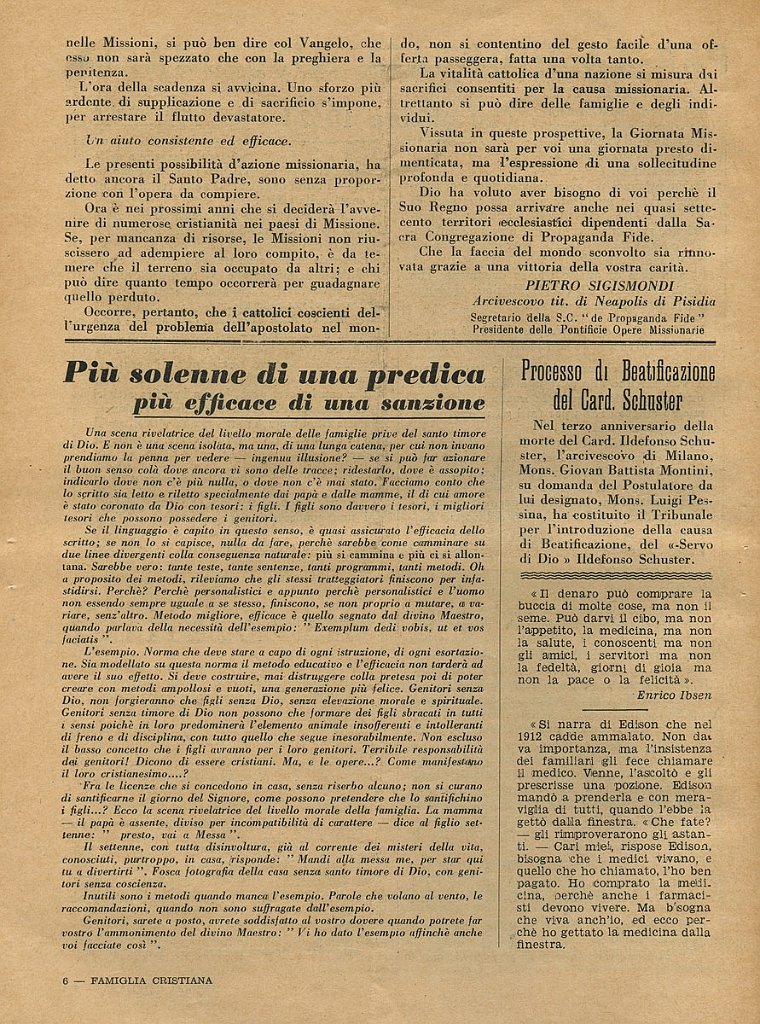 nelle Missioni, si può ben dire col Vangelo, che
esso non sarà spezzato che con la preghiera e la
penitenza.
L'ora della scadenza si avvicina. Uno sforzo più
ardente di supplicazione e di sacrificio s'impone,
per arrestare il flutto devastatore.
Un aiuto consistente ed efficace.
Le presenti possibilità d'azione missionaria, ha
detto ancora il Santo Padre, sono senza propor-
zione con l'opera da compiere.
Ora è nei prossimi anni che si deciderà l'avve-
nire di numerose cristianità nei paesi di Missione.
Se, per mancanza di risorse, le Missioni non riu-
scissero ad adempiere al loro compito, è da te-
mere che il terreno sia occupato da altri; e chi
può dire quanto tempo occorrerà per guadagnare
quello perduto.
Occorre, pertanto, che i cattolici coscienti del-
l'urgenza del problema dell'apostolato nel mon-
do, non si contentino del gesto facile d'una of-
ferta passeggera, fatta una volta tanto.
La vitalità cattolica d'una nazione si misura dai
sacrifici consentiti per la causa missionaria. Al-
trettanto si può dire delle famiglie e degli indi-
vidui.
Vissuta in queste prospettive, la Giornata Mis-
sionaria non sarà per voi una giornata presto di-
menticata, ma l'espressione di una sollecitudine
profonda e quotidiana.
Dio ha voluto aver bisogno di voi perchè il
Suo Regno possa arrivare anche nei quasi sette-
cento territori ecclesiastici dipendenti dalla Sa-
cra Congregazione di Propaganda Fide.
Che la faccia del mondo sconvolto sia rinno-
vata grazie a una vittoria della vostra carità.
PIETRO SIGISMONDI
Arcivescovo tit. di Neapolis di Pisidia
Segretario della S.C. "de Propaganda Fide"
Presidente delle Pontificie Opere Missionarie
Più solenne di una predica
più efficace di una sanzione
Una scena rivelatrice del livello morale delle famiglie prive del santo timore
di Dio. E non è una scena isolata, ma una, di una lunga catena, per cui non invano
prendiamo la penna per vedere — ingenua illusione? — se si può far azionare
il buon senso colà dove ancora vi sono delle tracce; ridestarlo, dove è assopito;
indicarlo dove non c'è più nulla, o dove non c'è mai stato. Facciamo conto che
lo scritto sia letto e riletto specialmente dai papà e dalle mamme, il di cui amore
è stato coronato da Dio con tesori: i figli. I figli sono davvero i tesori, i migliori
tesori che possono possedere i genitori.
Se il linguaggio è capito in questo senso, è quasi assicurato l'efficacia dello
scritto; se non lo si capisce, nulla da fare, perchè sarebbe come camminare su
due linee divergenti colla conseguenza naturale: più si cammina e più ci si allon-
tana. Sarebbe vero: tante teste, tante sentenze, tanti programmi, tanti metodi. Oh
a proposito dei metodi, rileviamo che gli stessi tratteggiatori finiscono per infa-
stidirsi. Perchè? Perchè personalistici e appunto perchè personalistici e l'uomo
non essendo sempre uguale a se stesso, finiscono, se non proprio a mutare, a va-
riare, senz'altro. Metodo migliore, efficace è quello segnato dal divino Maestro,
quando parlava della necessità dell'esempio: " Exemplum dedi vobis, ut et vos
faciatis ".
L'esempio. Norma che deve stare a capo di ogni istruzione, di ogni esortazio-
ne. Sia modellato su questa norma il metodo educativo e l'efficacia non tarderà ad
avere il suo effetto. Si deve costruire, mai distruggere colla pretesa poi di poter
creare con metodi ampollosi e vuoti, una generazione più felice. Genitori senza
Dio, non forgieranno che figli senza Dio, senza elevazione morale e spirituale.
Genitori senza timore di Dio non possono che formare dei figli sbracati in tutti
i sensi poichè in loro predominerà l'elemento animale insofferenti e intolleranti
di freno e di disciplina, con tutto quello che segue inesorabilmente. Non escluso
il basso concetto che i figli avranno per i loro genitori. Terribile responsabilità
dei genitori! Dicono di essere cristiani. Ma, e le opere...? Come manifestano
il loro cristianesimo....?
Fra le licenze che si concedono in casa, senza riserbo alcuno; non si curano
di santificarne il giorno del Signore, come possono pretendere che lo santifichino
i figli...? Ecco la scena rivelatrice del livello morale della famiglia. La mamma
— il papà è assente, diviso per incompatibilità di carattere — dice al figlio set-
tenne: " presto, vai a Messa ".
Il settenne, con tutta disinvoltura, già al corrente dei misteri della vita,
conosciuti, purtroppo, in casa, risponde: " Mandi alla messa me, per star qui
tu a divertirti ". Fosca fotografia della casa senza santo timore di Dio, con geni-
tori senza coscienza.
Inutili sono i metodi quando manca l'esempio. Parole che volano al vento, le
raccomandazioni, quando non sono suffragate dall'esempio.
Genitori, sarete a posto, avrete soddisfatto al vostro dovere quando potrete far
vostro l'ammonimento del divino Maestro: " Vi ho dato l'esempio affinchè anche
voi facciate così ".
Processo di Beatificazione
del Card. Schuster
Nel terzo anniversario della
morte del Card. Ildefonso Schu-
ster, l'arcivescovo di Milano,
Mons. Giovan Battista Montini,
su domanda del Postulatore da
lui designato, Mons. Luigi Pes-
sina, ha costituito il Tribunale
per l'introduzione della causa
di Beatificazione, del «-Servo
di Dio » Ildefonso Schuster.
« Il denaro può comprare la
buccia di molte cose, ma non il
seme. Può darvi il cibo, ma non
l'appetito, la medicina, ma non
la salute, i conoscenti ma non
gli amici, i servitori ma non
la fedeltà, giorni di gioia ma
non la pace o la felicità ».
Enrico Ibsen
« Si narra di Edison che nel
1912 cadde ammalato. Non dava
va importanza, ma l'insistenza
dei familiari gli fece chiamare
il medico. Venne, l'ascoltò e gli
prescrisse una pozione. Edison
mandò a prenderla e con mera-
viglia di tutti, quando l'ebbe la
gettò dalla finestra. « Che fate?
— gli rimproverarono gli astan-
ti. — Cari miei, rispose Edison,
bisogna che i medici vivano, e
quello che ho chiamato, l'ho ben
pagato. Ho comprato la medi-
cina, perchè anche i farmaci-
sti devono vivere. Ma bisogna
che viva anch'io, ed ecco per-
chè ho gettato la medicina dalla
finestra.
6 — FAMIGLIA CRISTIANA